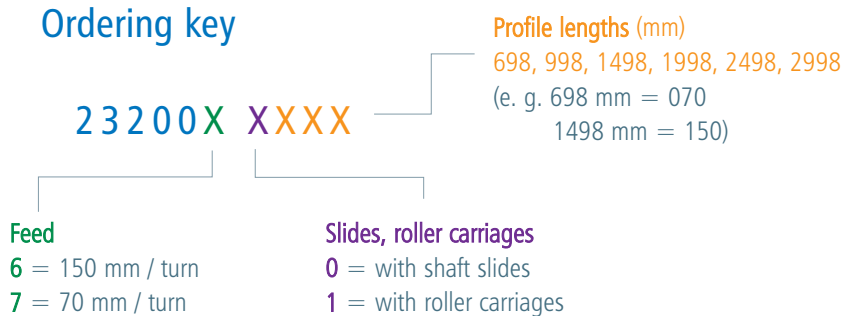 Ordering key
Profile lengths (mm)
698, 998, 1498, 1998, 2498, 2998
(e. g. 698 mm = 070
1498 mm = 150)
23200X XXXX
Feed
6 = 150 mm / turn
7 = 70 mm / turn
Slides, roller carriages
0 = with shaft slides
1 = with roller carriages